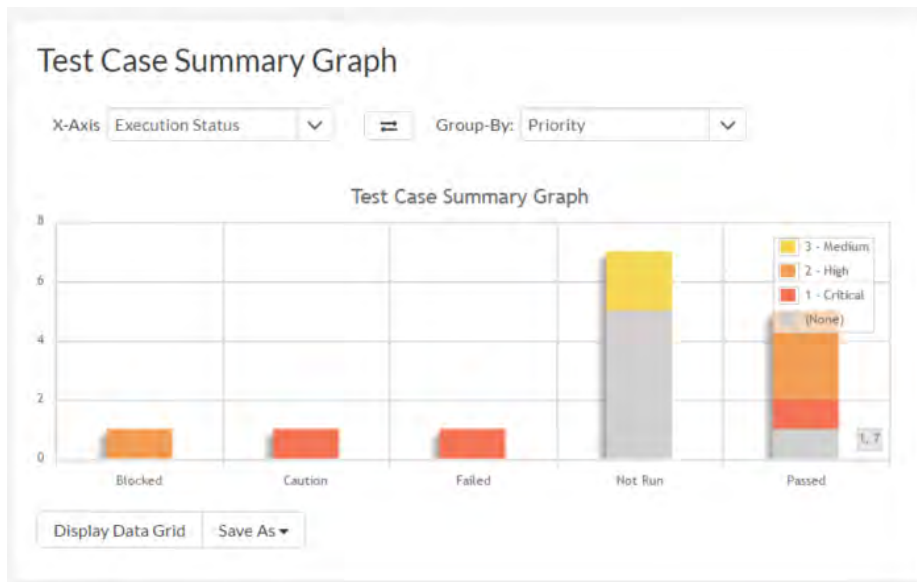 Test Case Summary Graph
X-Axis Execution Status Group-By: Priority
Test Case Summary Graph
8
6
4
2
0
3 - Medium
2 - High
1 - Critical
(None)
1, 7
Blocked Caution Failed Not Run Passed
Display Data Grid Save As